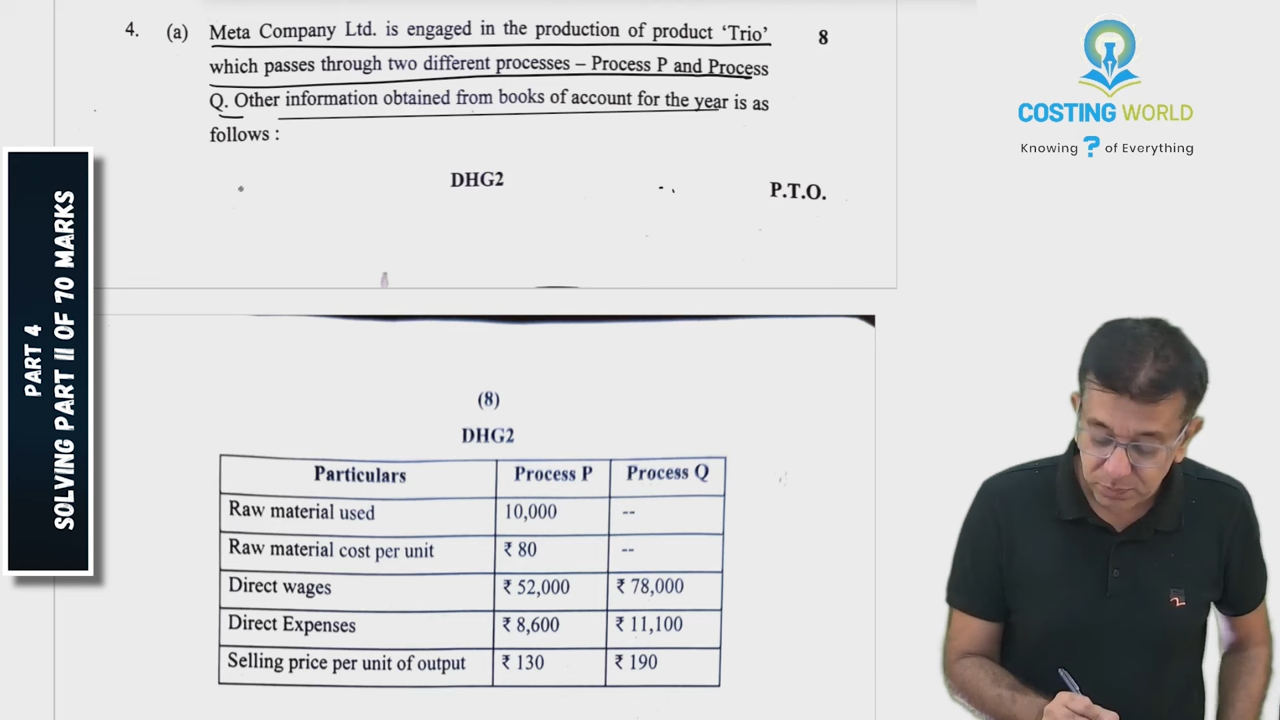 4. (a) Meta Company Ltd. is engaged in the production of product ‘Trio’ 8
which passes through two different processes – Process P and Process
Q. Other information obtained from books of account for the year is as
follows :
DHG2
P.T.O.
(8)
DHG2
Particulars Process P Process Q
Raw material used 10,000 --
Raw material cost per unit ₹ 80 --
Direct wages ₹ 52,000 ₹ 78,000
Direct Expenses ₹ 8,600 ₹ 11,100
Selling price per unit of output ₹ 130 ₹ 190
PART 4
SOLVING PART II OF 70 MARKS
COSTING WORLD
Knowing ? of Everything